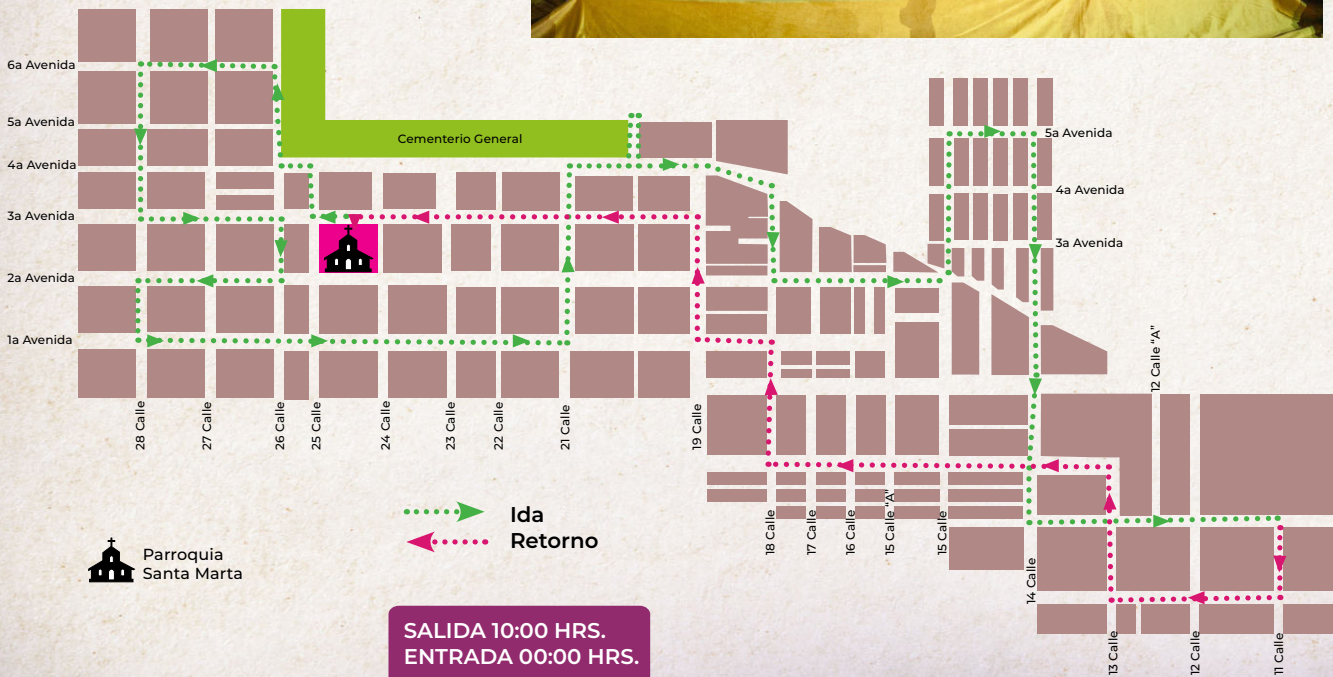 6a Avenida
5a Avenida
4a Avenida
3a Avenida
2a Avenida
1a Avenida
Cementerio General
5a Avenida
4a Avenida
3a Avenida
12 Calle “A”
28 Calle
27 Calle
26 Calle
25 Calle
24 Calle
23 Calle
22 Calle
21 Calle
19 Calle
18 Calle
17 Calle
16 Calle
15 Calle “A”
15 Calle
14 Calle
13 Calle
12 Calle
11 Calle
Ida
Retorno
Parroquia
Santa Marta
SALIDA 10:00 HRS.
ENTRADA 00:00 HRS.